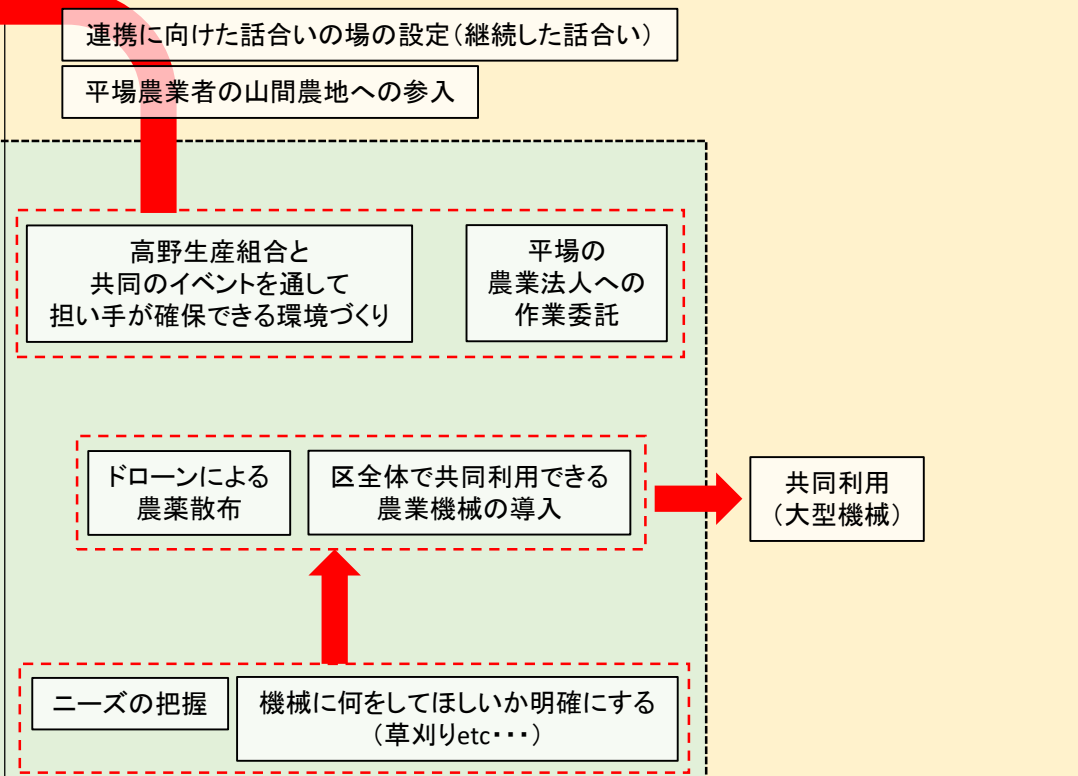 連携に向けた話合いの場の設定（継続した話合い）
平場農業者の山間農地への参入
高野生産組合と
共同のイベントを通して
担い手が確保できる環境づくり
平場の
農業法人への
作業委託
ドローンによる
農薬散布
区全体で共同利用できる
農業機械の導入
共同利用
（大型機械）
ニーズの把握
機械に何をしてほしいか明確にする
（草刈りetc・・・）